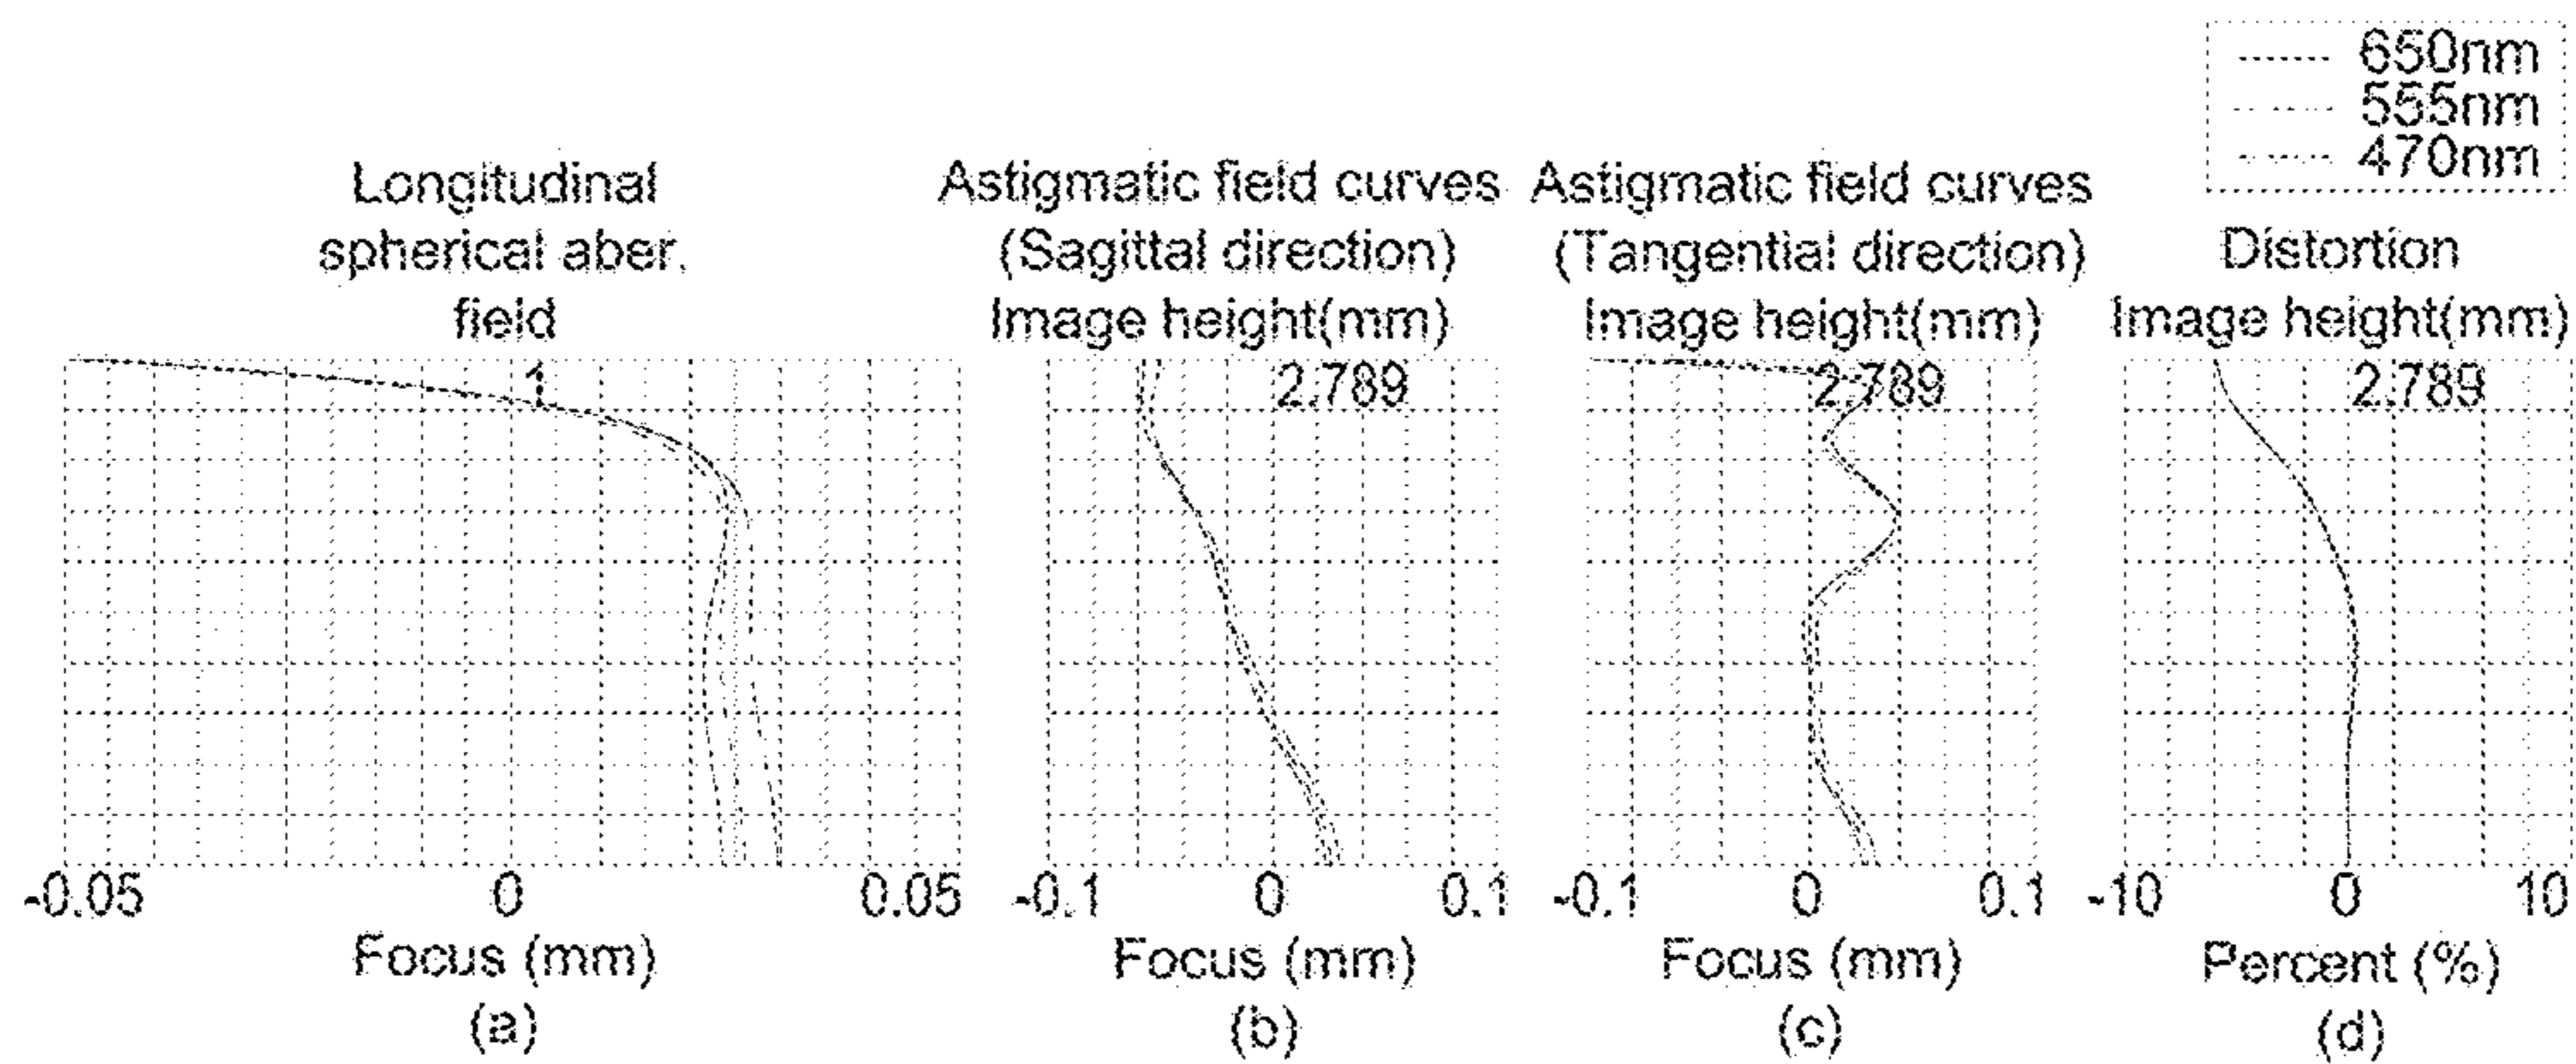 650nm
555nm
470nm
Longitudinal
spherical aber.
field
1
-0.05 0 0.05
Focus (mm)
(a)
Astigmatic field curves
(Sagittal direction)
Image height(mm)
2.789
-0.1 0 0.1
Focus (mm)
(b)
Astigmatic field curves
(Tangential direction)
Image height(mm)
2.789
-0.1 0 0.1
Focus (mm)
(c)
Distortion
Image height(mm)
2.789
-10 0 10
Percent (%)
(d)